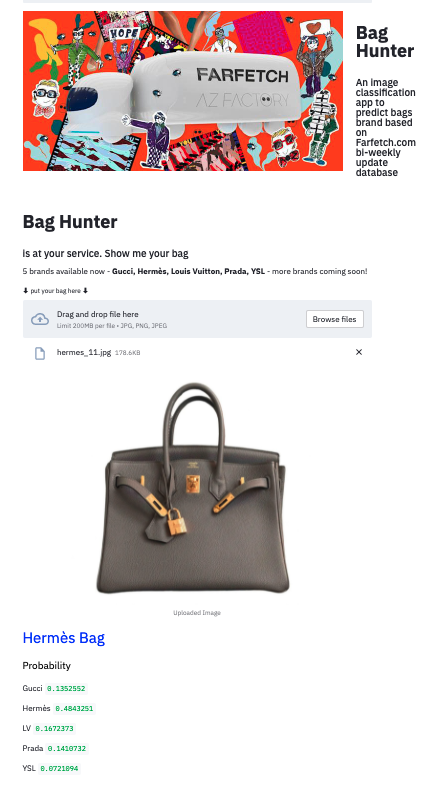 HOPE
FARFETCH
AZ FACTORY
Bag
Hunter
An image
classification
app to
predict bags
brand based
on
Farfetch.com
bi-weekly
update
database
Bag Hunter
is at your service. Show me your bag
5 brands available now - Gucci, Hermès, Louis Vuitton, Prada, YSL - more brands coming soon!
⬇ put your bag here ⬇
Drag and drop file here
Limit 200MB per file • JPG, PNG, JPEG
Browse files
hermes_11.jpg 178.6KB
Uploaded Image
Hermès Bag
Probability
Gucci 0.1352552
Hermès 0.4843251
LV 0.1672373
Prada 0.1410732
YSL 0.0721094